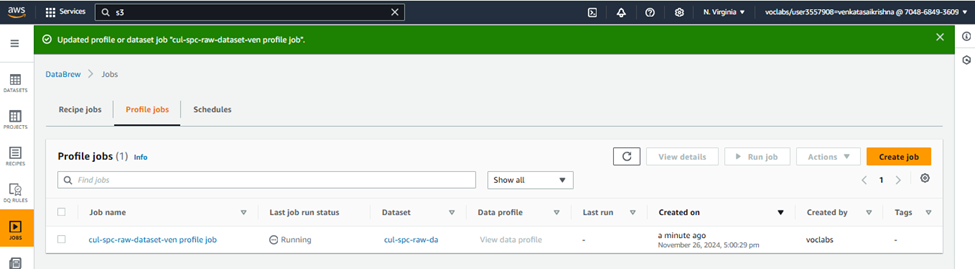 aws Services s3 N. Virginia voclabs/user3557908=venkatasaikrishna @ 7048-6849-3609
Updated profile or dataset job "cul-spc-raw-dataset-ven profile job".
DataBrew > Jobs
DATASETS
PROJECTS
RECIPES
DQ RULES
JOBS
Recipe jobs Profile jobs Schedules
Profile jobs (1) Info View details Run job Actions Create job
Find jobs Show all 1
Job name Last job run status Dataset Data profile Last run Created on Created by Tags
cul-spc-raw-dataset-ven profile job Running cul-spc-raw-da View data profile - a minute ago voclabs -
November 26, 2024, 5:00:29 pm